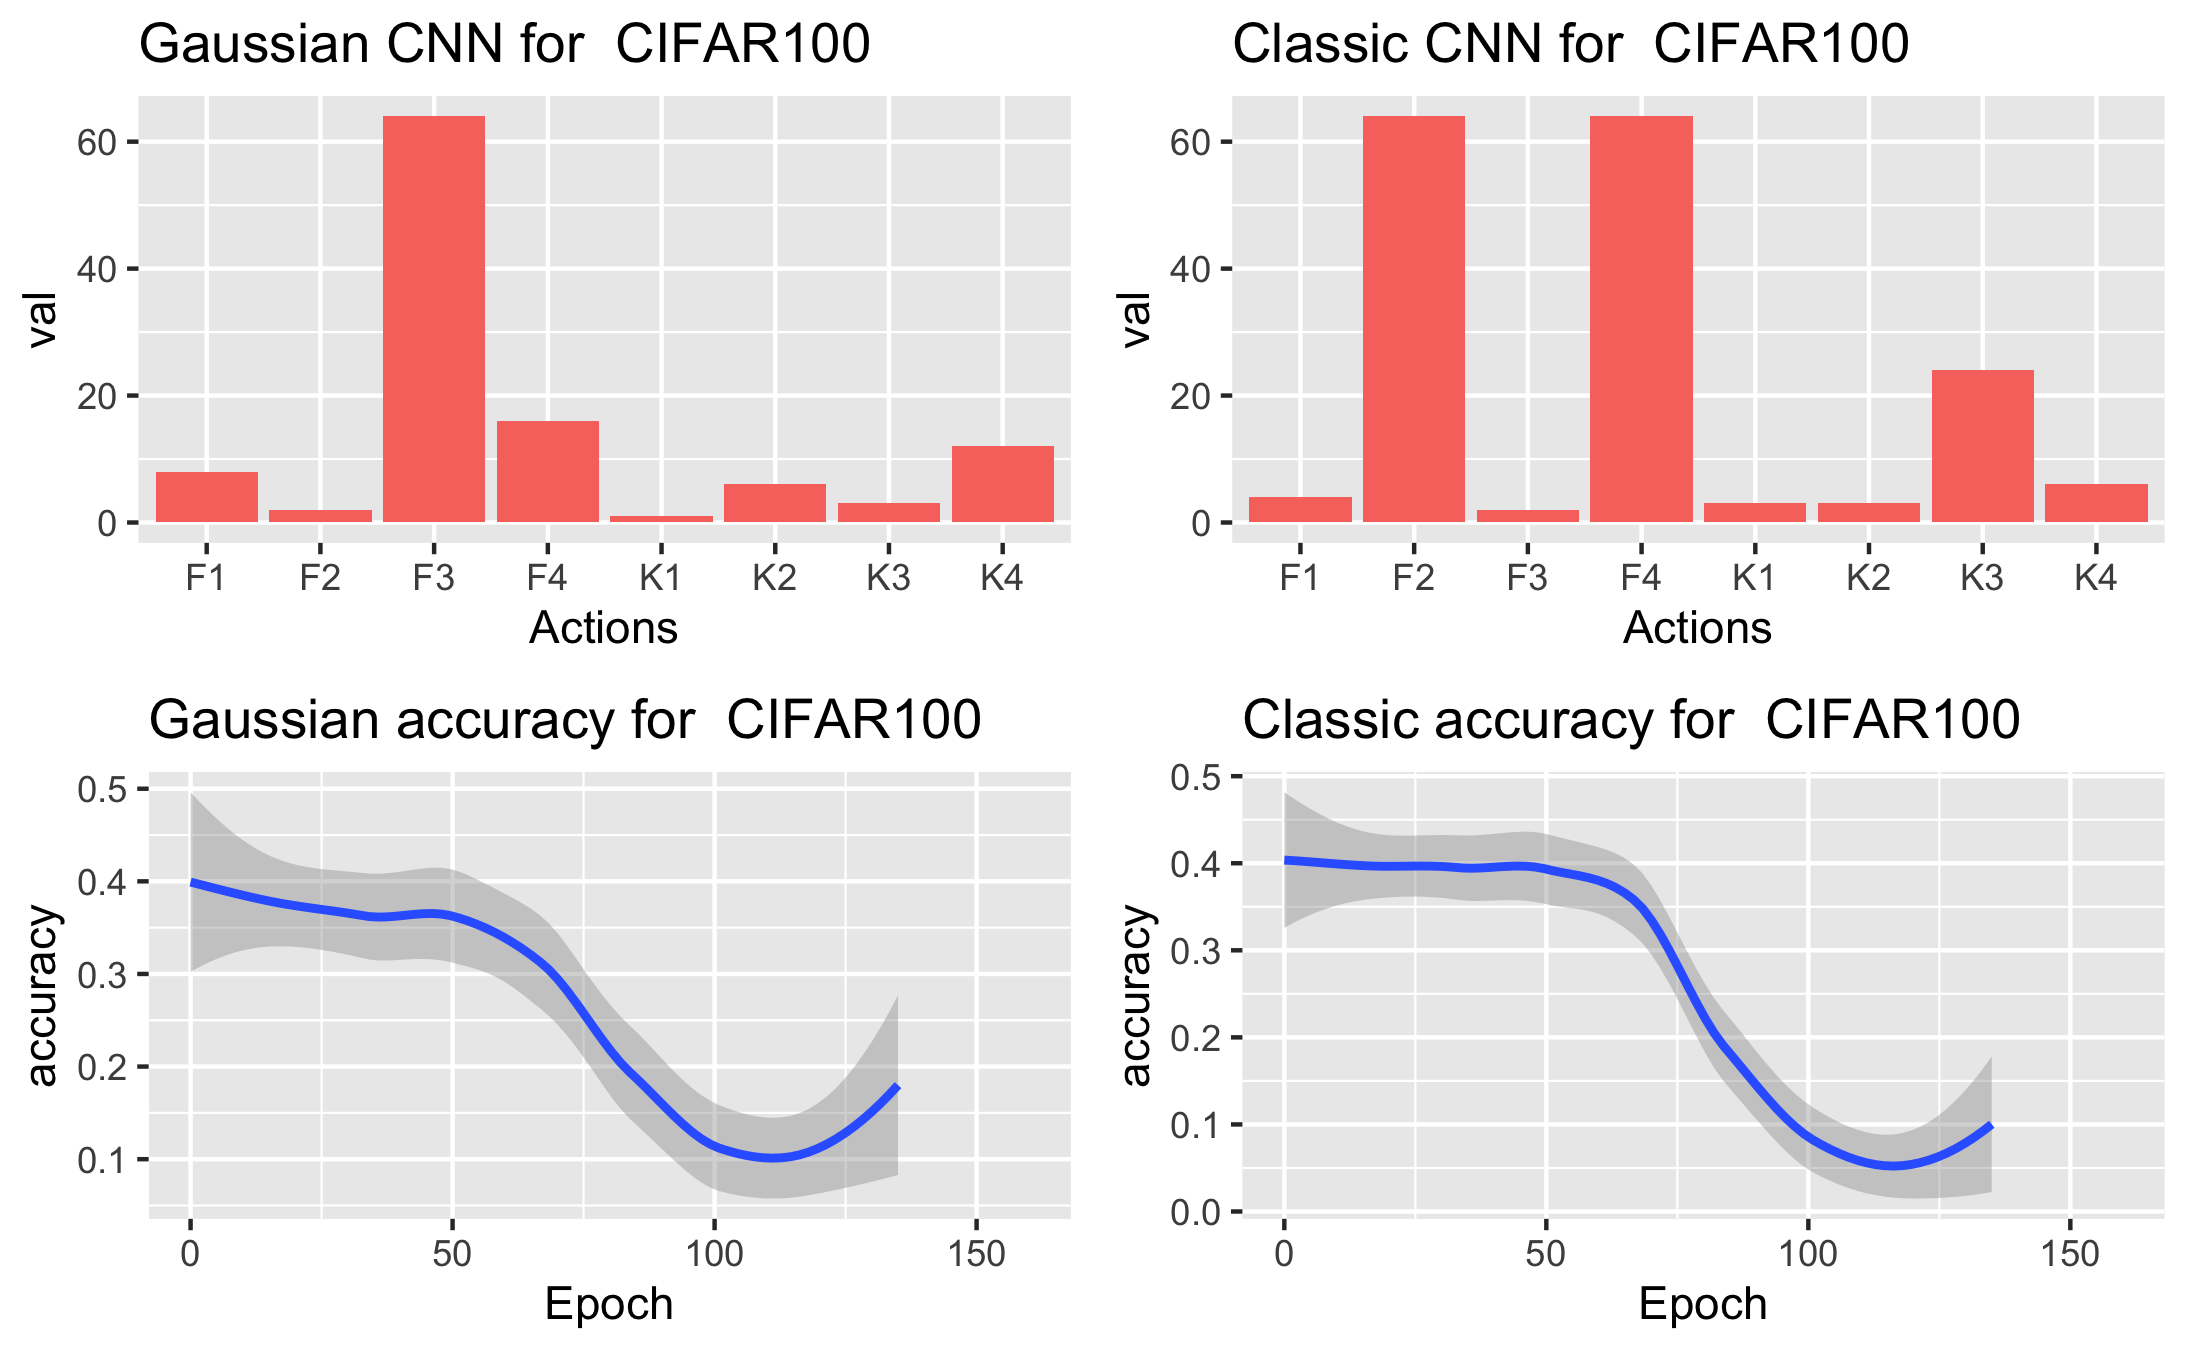 Gaussian CNN for  CIFAR100
val
60
40
20
0
F1 F2 F3 F4 K1 K2 K3 K4
Actions
Classic CNN for  CIFAR100
val
60
40
20
0
F1 F2 F3 F4 K1 K2 K3 K4
Actions
Gaussian accuracy for  CIFAR100
accuracy
0.5
0.4
0.3
0.2
0.1
0 50 100 150
Epoch
Classic accuracy for  CIFAR100
accuracy
0.5
0.4
0.3
0.2
0.1
0.0
0 50 100 150
Epoch